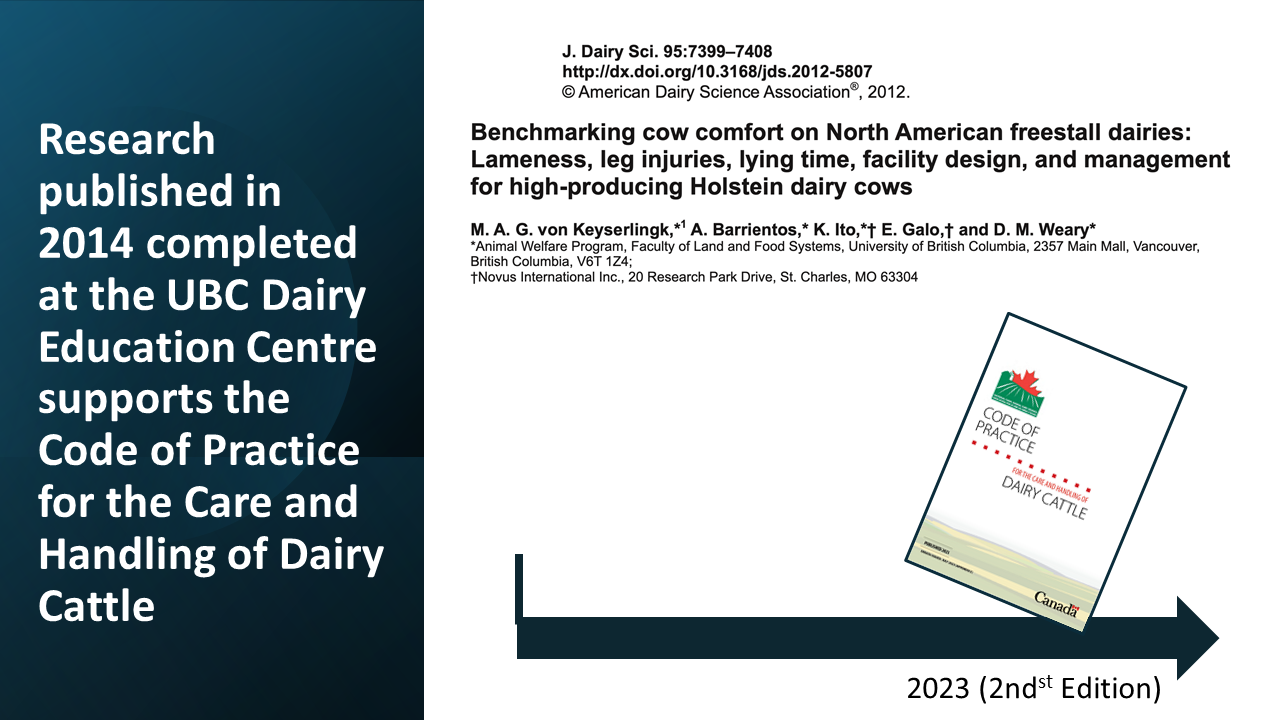 Research
published in
2014 completed
at the UBC Dairy
Education Centre
supports the
Code of Practice
for the Care and
Handling of Dairy
Cattle
J. Dairy Sci. 95:7399–7408
http://dx.doi.org/10.3168/jds.2012-5807
© American Dairy Science Association®, 2012.
Benchmarking cow comfort on North American freestall dairies:
Lameness, leg injuries, lying time, facility design, and management
for high-producing Holstein dairy cows
M. A. G. von Keyserlingk,*1 A. Barrientos,* K. Ito,*† E. Galo,† and D. M. Weary*
*Animal Welfare Program, Faculty of Land and Food Systems, University of British Columbia, 2357 Main Mall, Vancouver,
British Columbia, V6T 1Z4;
†Novus International Inc., 20 Research Park Drive, St. Charles, MO 63304
CODE OF
PRACTICE
FOR THE CARE AND HANDLING OF
DAIRY CATTLE
Canada
2023 (2ndst Edition)